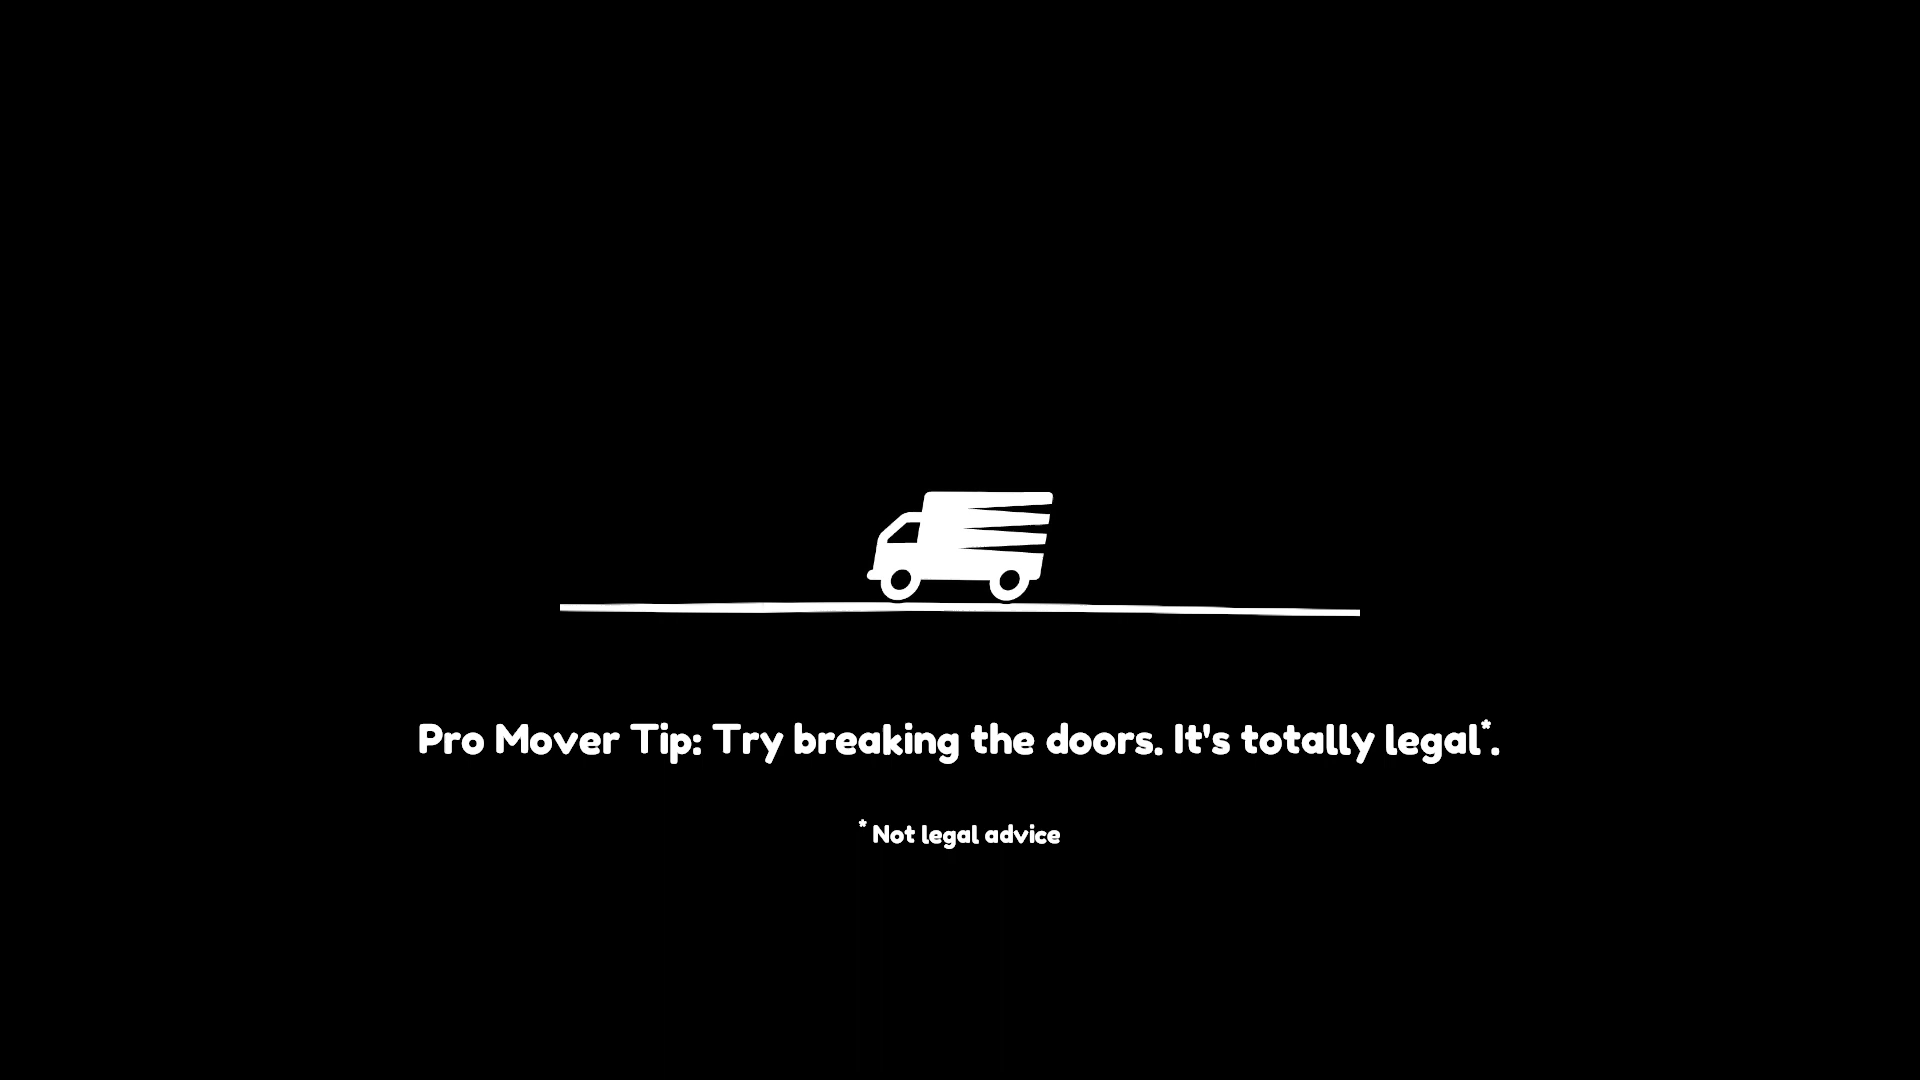 Pro Mover Tip: Try breaking the doors. It's totally legal*.
* Not legal advice